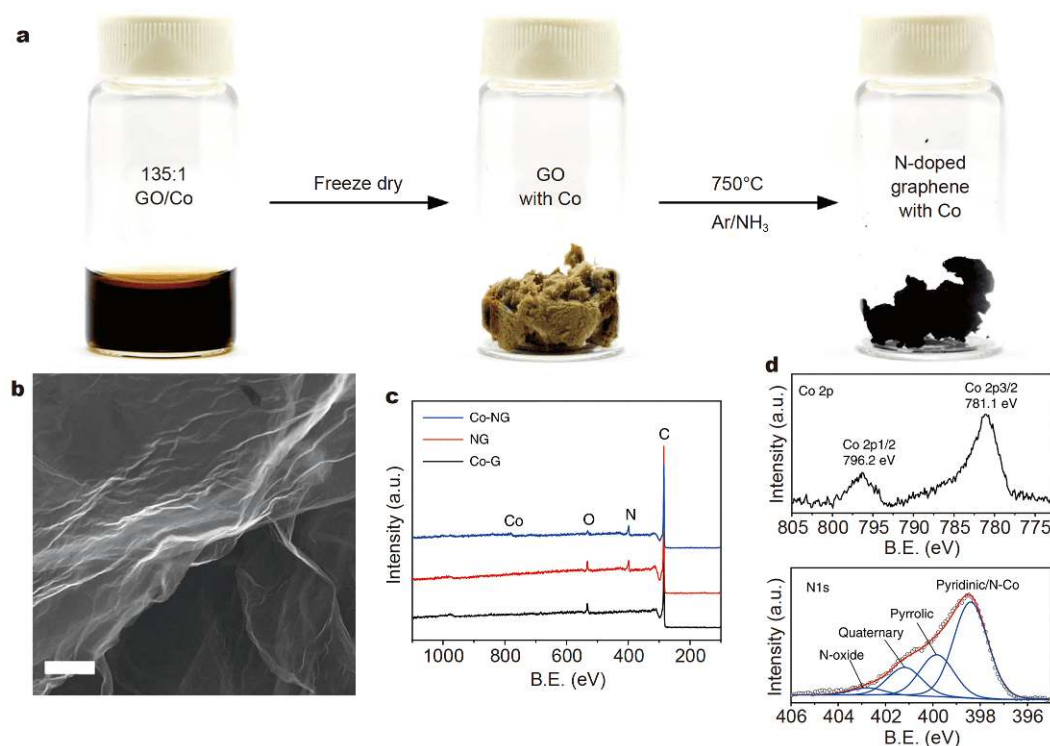 a
135:1
GO/Co
Freeze dry
GO
with Co
750°C
Ar/NH₃
N-doped
graphene
with Co
b
c
Intensity (a.u.)
Co-NG
NG
Co-G
C
Co
O
N
1000 800 600 400 200
B.E. (eV)
d
Intensity (a.u.)
Co 2p
Co 2p3/2
781.1 eV
Co 2p1/2
796.2 eV
805 800 795 790 785 780 775
B.E. (eV)
Intensity (a.u.)
N1s
Pyridinic/N-Co
Pyrrolic
Quaternary
N-oxide
406 404 402 400 398 396
B.E. (eV)